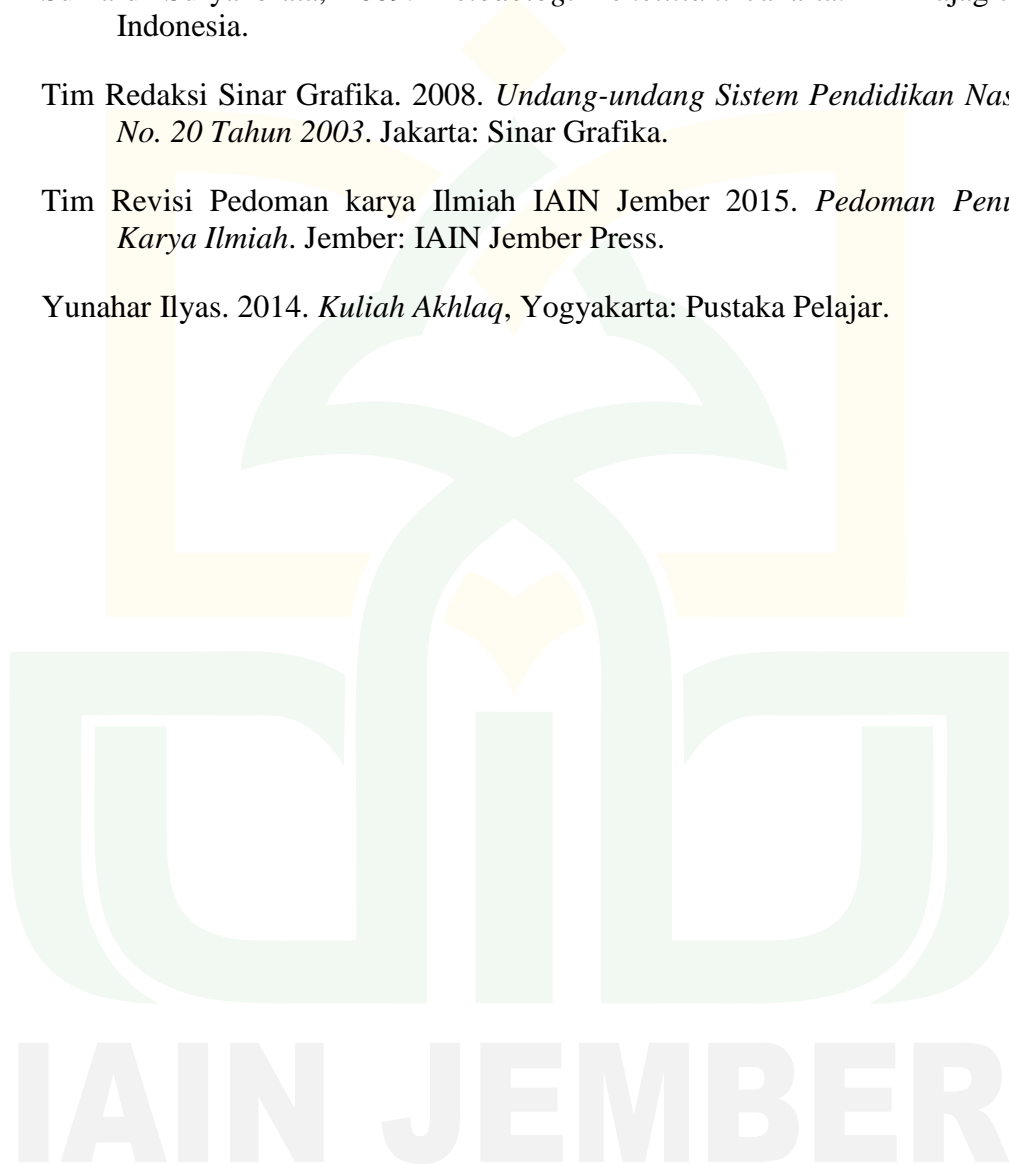 Indonesia.
Tim Redaksi Sinar Grafika. 2008. Undang-undang Sistem Pendidikan Nas
No. 20 Tahun 2003. Jakarta: Sinar Grafika.
Tim Revisi Pedoman karya Ilmiah IAIN Jember 2015. Pedoman Penu
Karya Ilmiah. Jember: IAIN Jember Press.
Yunahar Ilyas. 2014. Kuliah Akhlaq, Yogyakarta: Pustaka Pelajar.
IAIN JEMBER